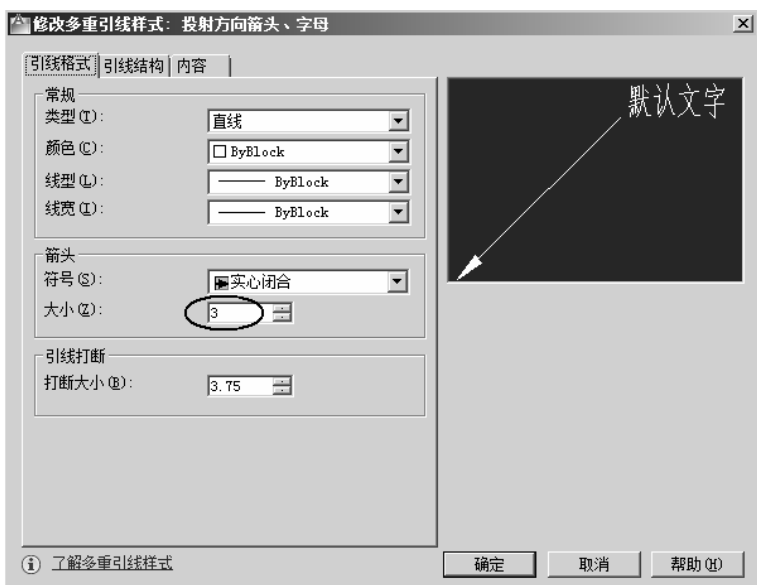 修改多重引线样式: 投射方向箭头、字母
引线格式 引线结构 内容
常规
类型(T): 直线
颜色(C): ByBlock
线型(L): ByBlock
线宽(I): ByBlock
箭头
符号(S): 实心闭合
大小(Z): 3
引线打断
打断大小(B): 3.75
默认文字
了解多重引线样式
确定 取消 帮助(H)